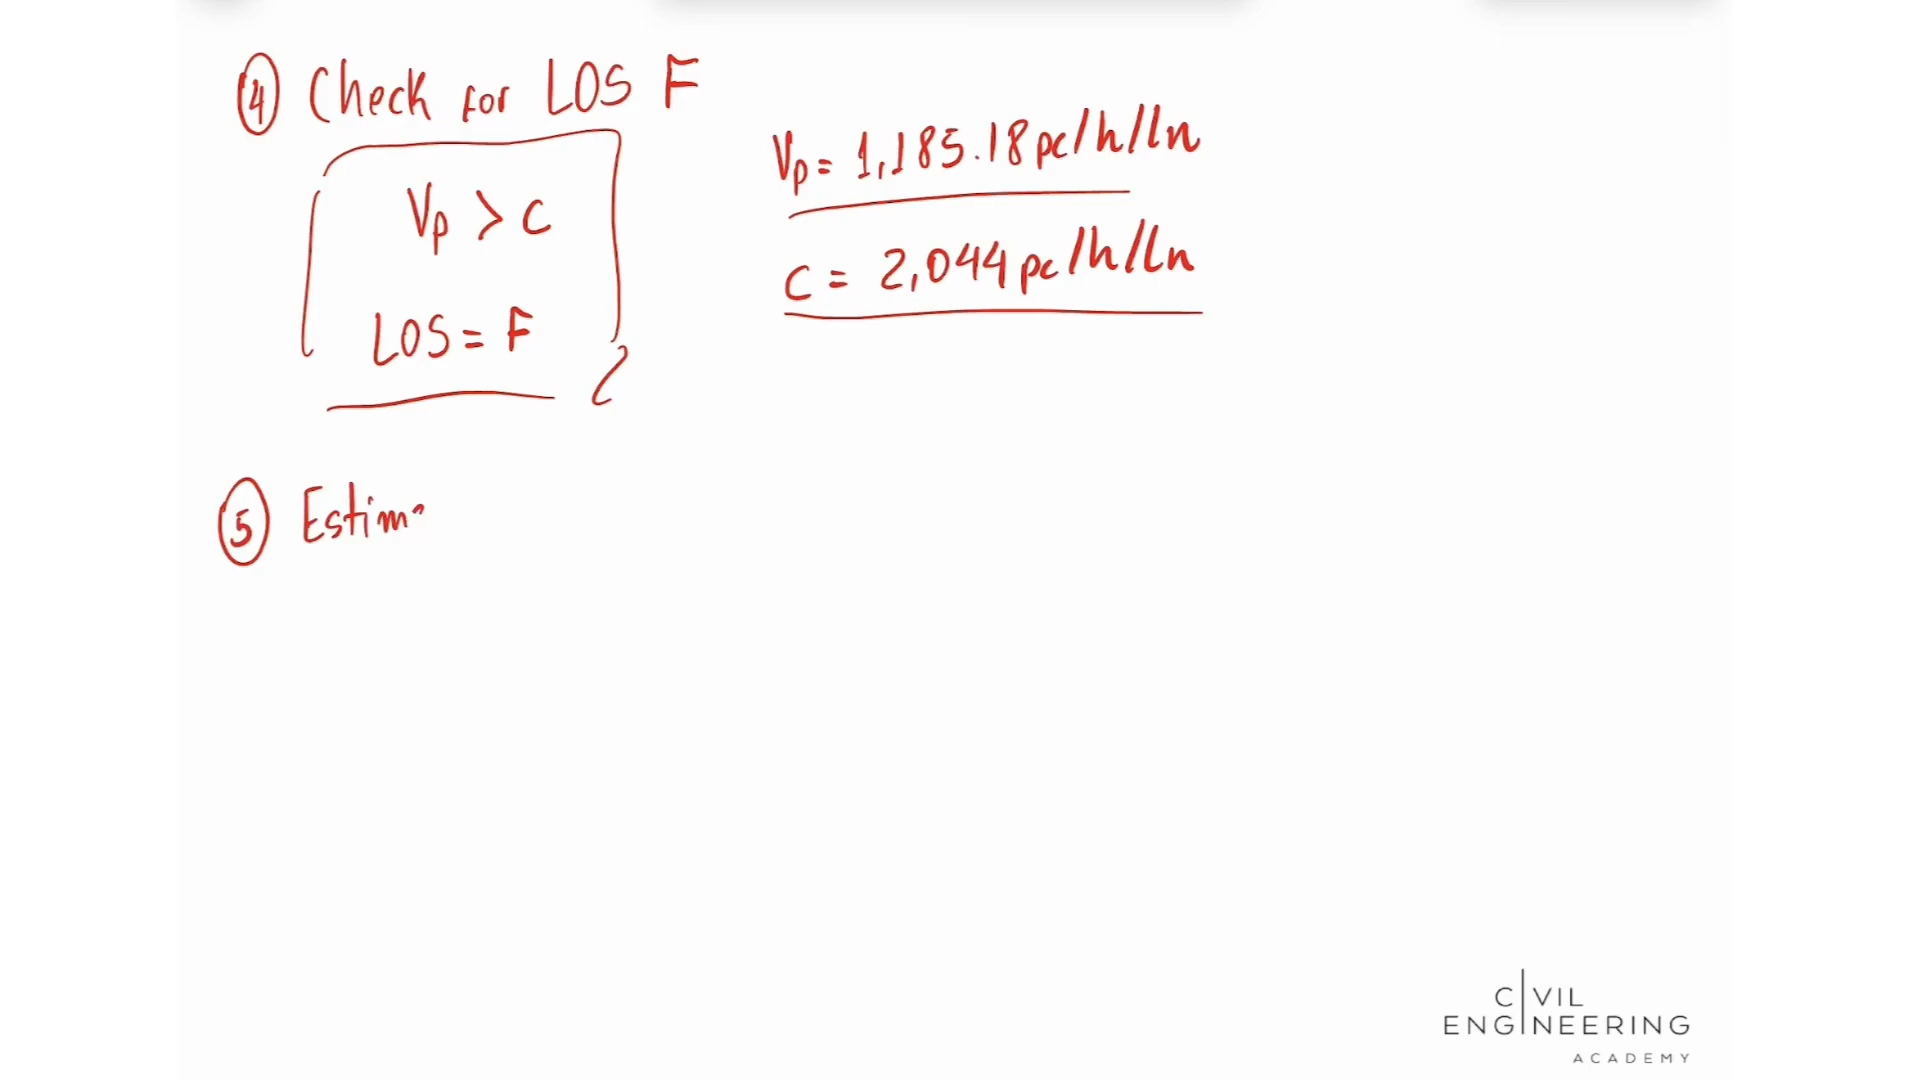 ④ Check for LOS F
Vp > C
LOS = F
Vp = 1,185.18 pc/h/ln
C = 2,044 pc/h/ln
⑤ Estim
CIVIL
ENGINEERING
ACADEMY